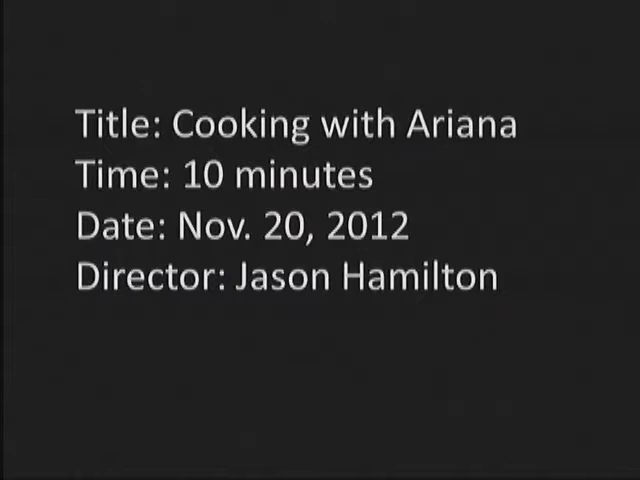 Title: Cooking with Ariana
Time: 10 minutes
Date: Nov. 20, 2012
Director: Jason Hamilton